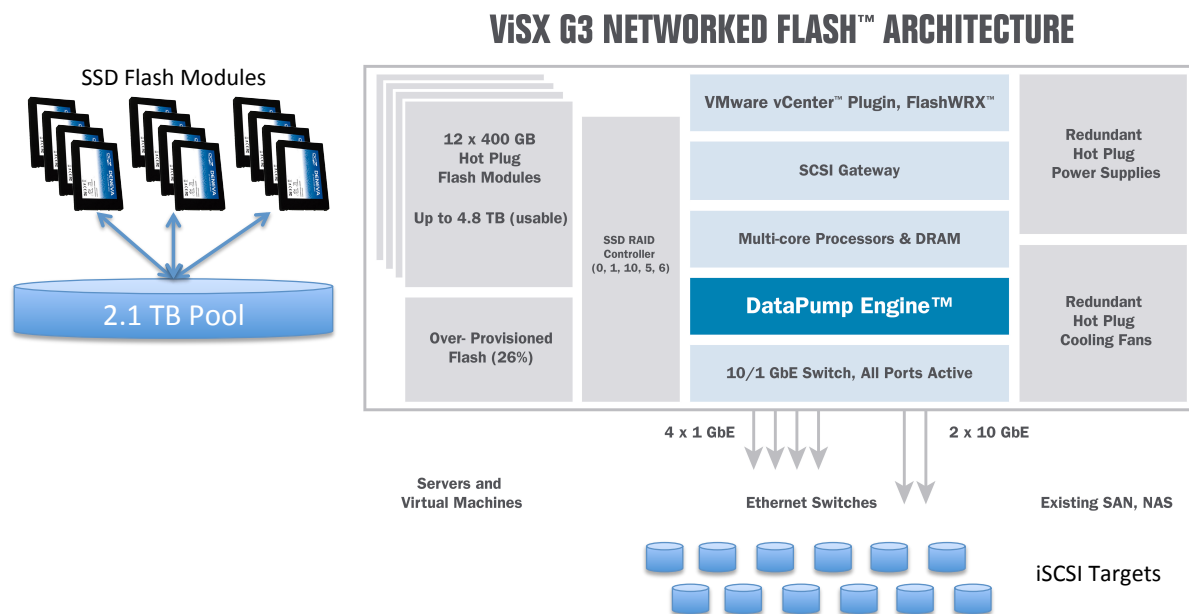 ViSX G3 NETWORKED FLASH™ ARCHITECTURE
SSD Flash Modules
2.1 TB Pool
12 x 400 GB
Hot Plug
Flash Modules
Up to 4.8 TB (usable)
Over- Provisioned
Flash (26%)
SSD RAID
Controller
(0, 1, 10, 5, 6)
VMware vCenter™ Plugin, FlashWRX™
SCSI Gateway
Multi-core Processors & DRAM
DataPump Engine™
10/1 GbE Switch, All Ports Active
Redundant
Hot Plug
Power Supplies
Redundant
Hot Plug
Cooling Fans
4 x 1 GbE
2 x 10 GbE
Servers and
Virtual Machines
Ethernet Switches
Existing SAN, NAS
iSCSI Targets